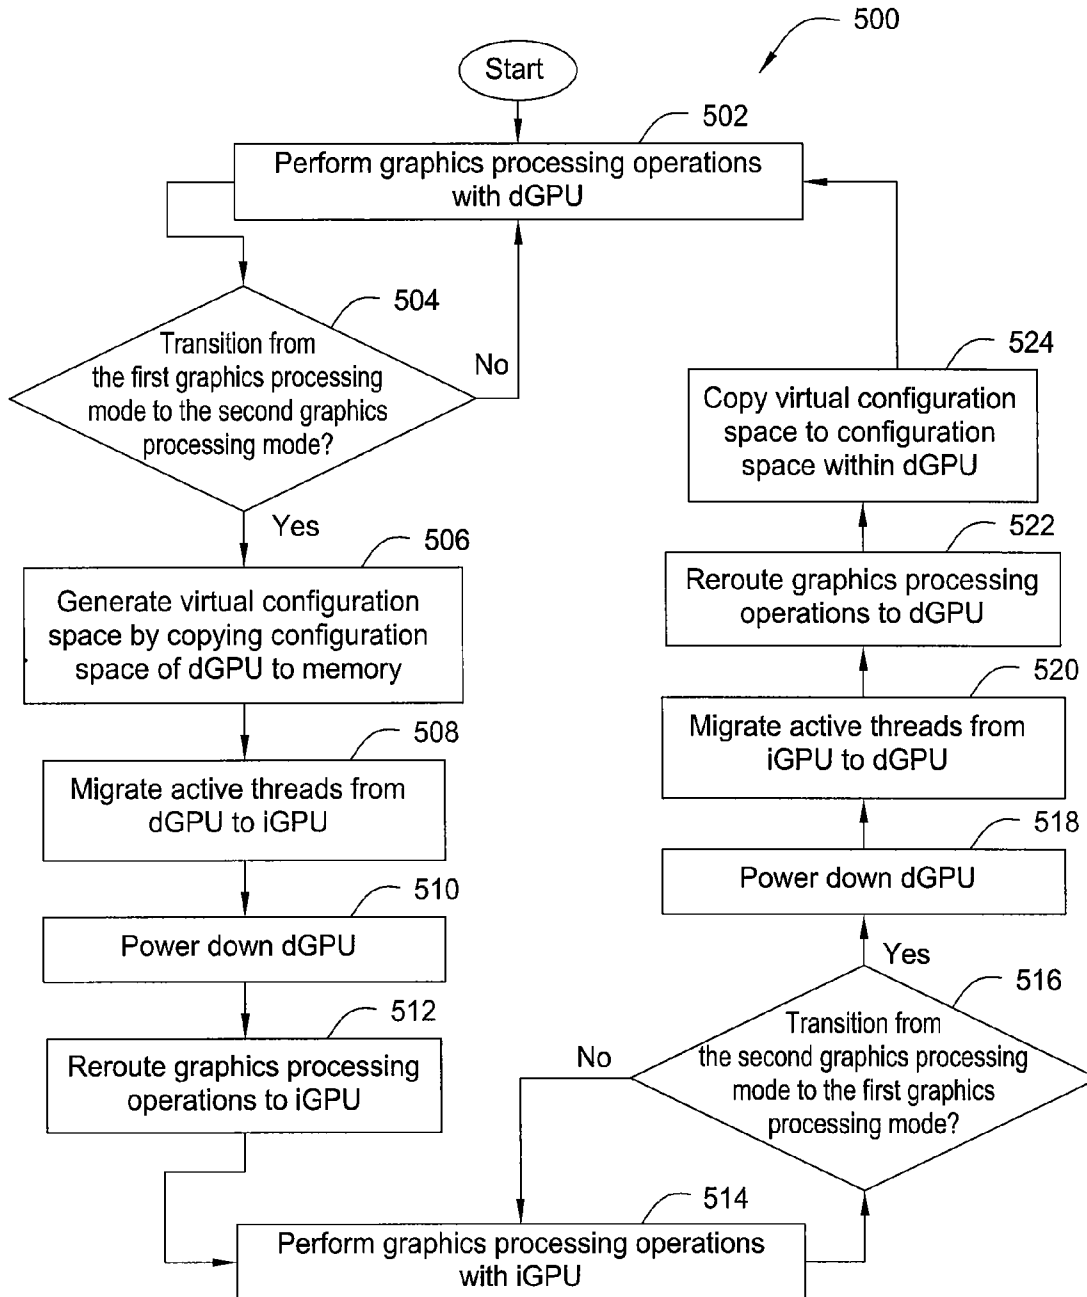 500
Start
502
Perform graphics processing operations
with dGPU
504
Transition from
the first graphics processing
mode to the second graphics
processing mode?
No
Yes
506
Generate virtual configuration
space by copying configuration
space of dGPU to memory
508
Migrate active threads from
dGPU to iGPU
510
Power down dGPU
512
Reroute graphics processing
operations to iGPU
514
Perform graphics processing operations
with iGPU
516
Transition from
the second graphics processing
mode to the first graphics
processing mode?
No
Yes
518
Power down dGPU
520
Migrate active threads from
iGPU to dGPU
522
Reroute graphics processing
operations to dGPU
524
Copy virtual configuration
space to configuration
space within dGPU